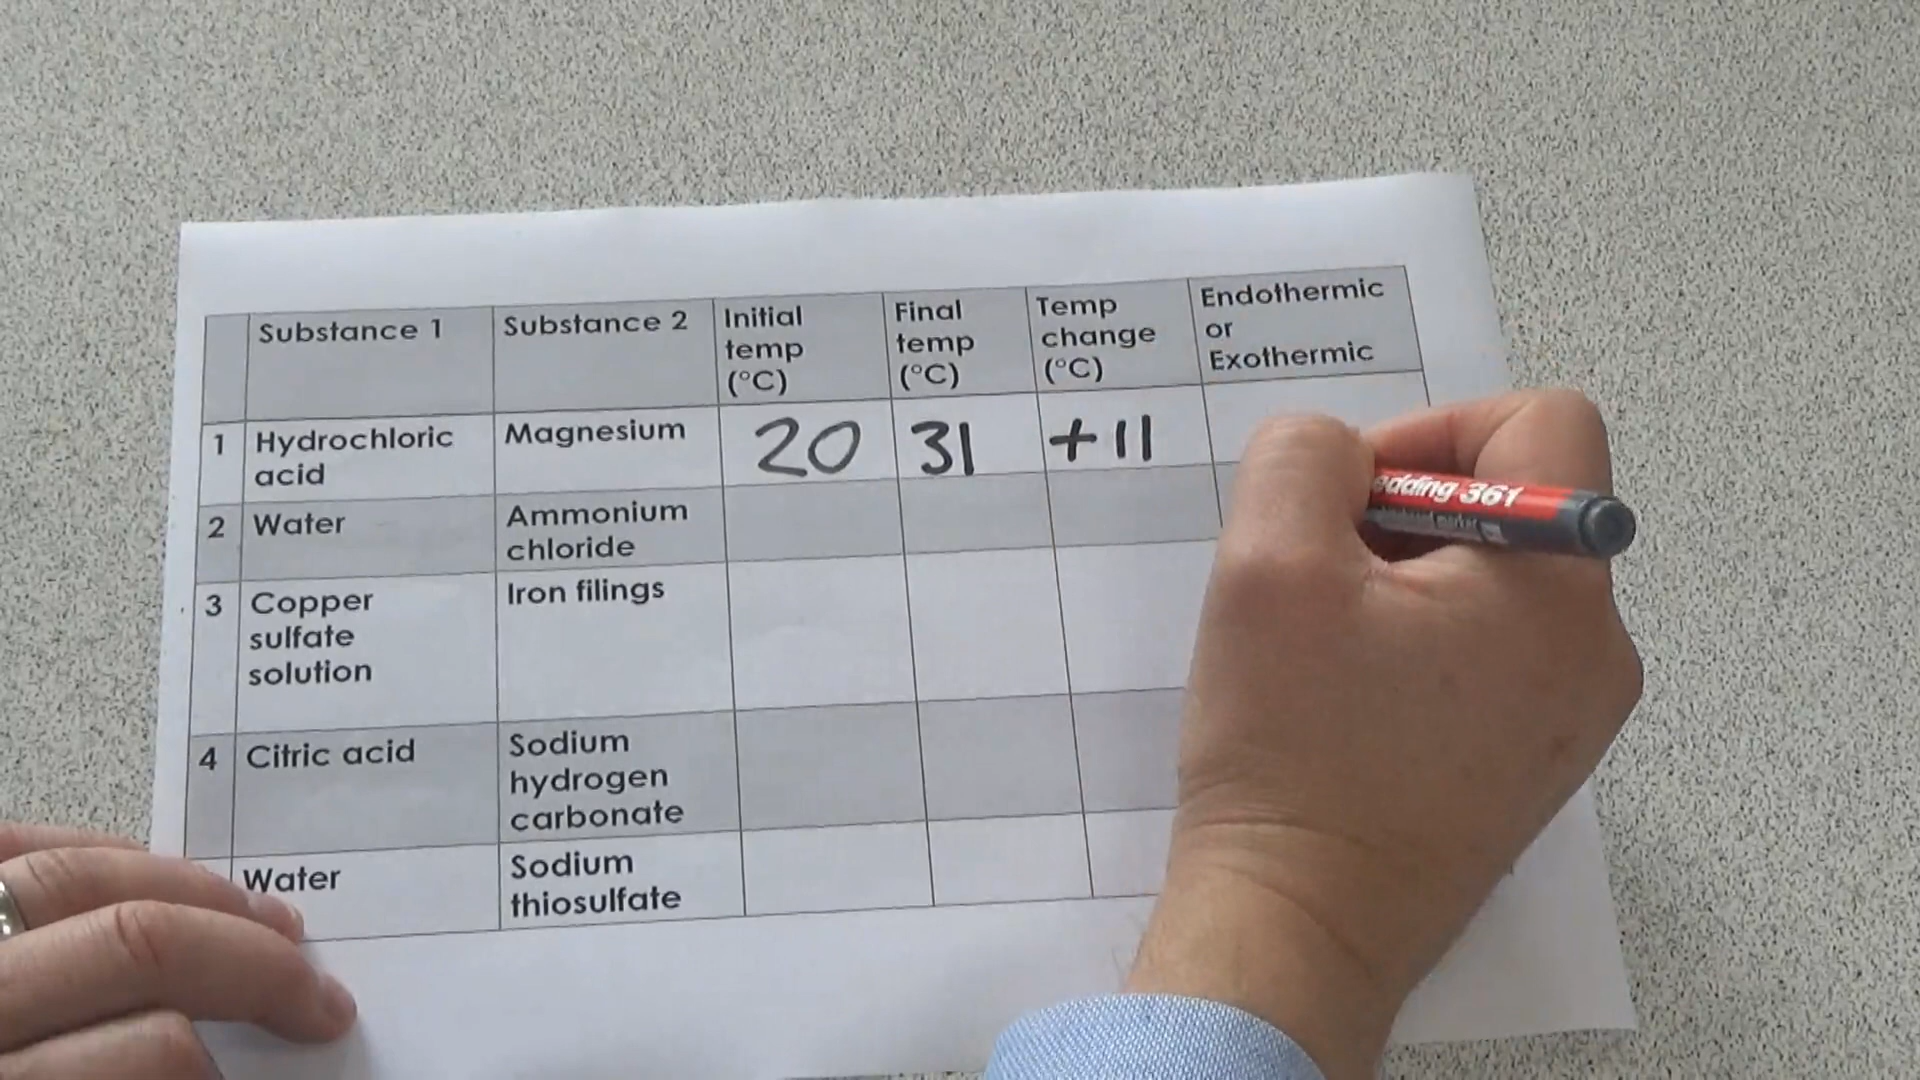 Substance 1
Substance 2
Initial
temp
(°C)
Final
temp
(°C)
Temp
change
(°C)
Endothermic
or
Exothermic
1
Hydrochloric
acid
Magnesium
20
31
+11
2
Water
Ammonium
chloride
3
Copper
sulfate
solution
Iron filings
4
Citric acid
Sodium
hydrogen
carbonate
Water
Sodium
thiosulfate
edding 361
marker